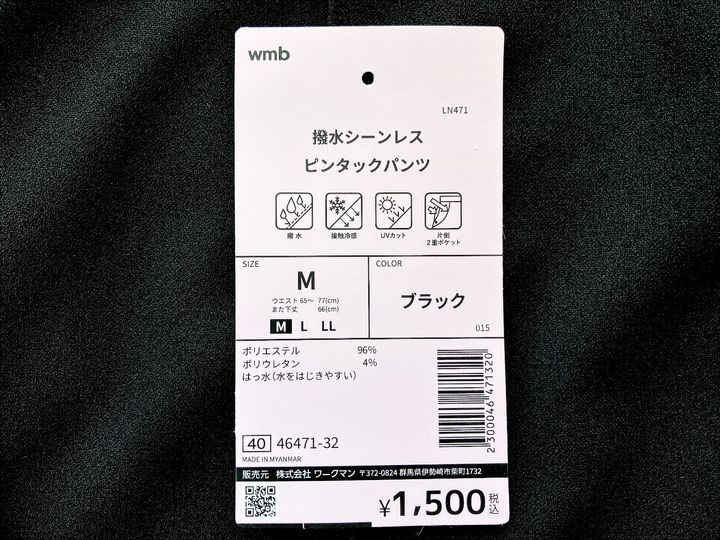 wmb
LN471
撥水シーンレス
ピンタックパンツ
撥水
接触冷感
UVカット
片側
2重ポケット
SIZE
M
ウエスト 65〜 77(cm)
また下丈 66(cm)
M L LL
COLOR
ブラック
015
ポリエステル 96%
ポリウレタン 4%
はっ水(水をはじきやすい)
2300046471320
40 46471-32
MADE IN MYANMAR
販売元 株式会社 ワークマン 〒372-0824 群馬県伊勢崎市柴町1732
¥1,500 税込